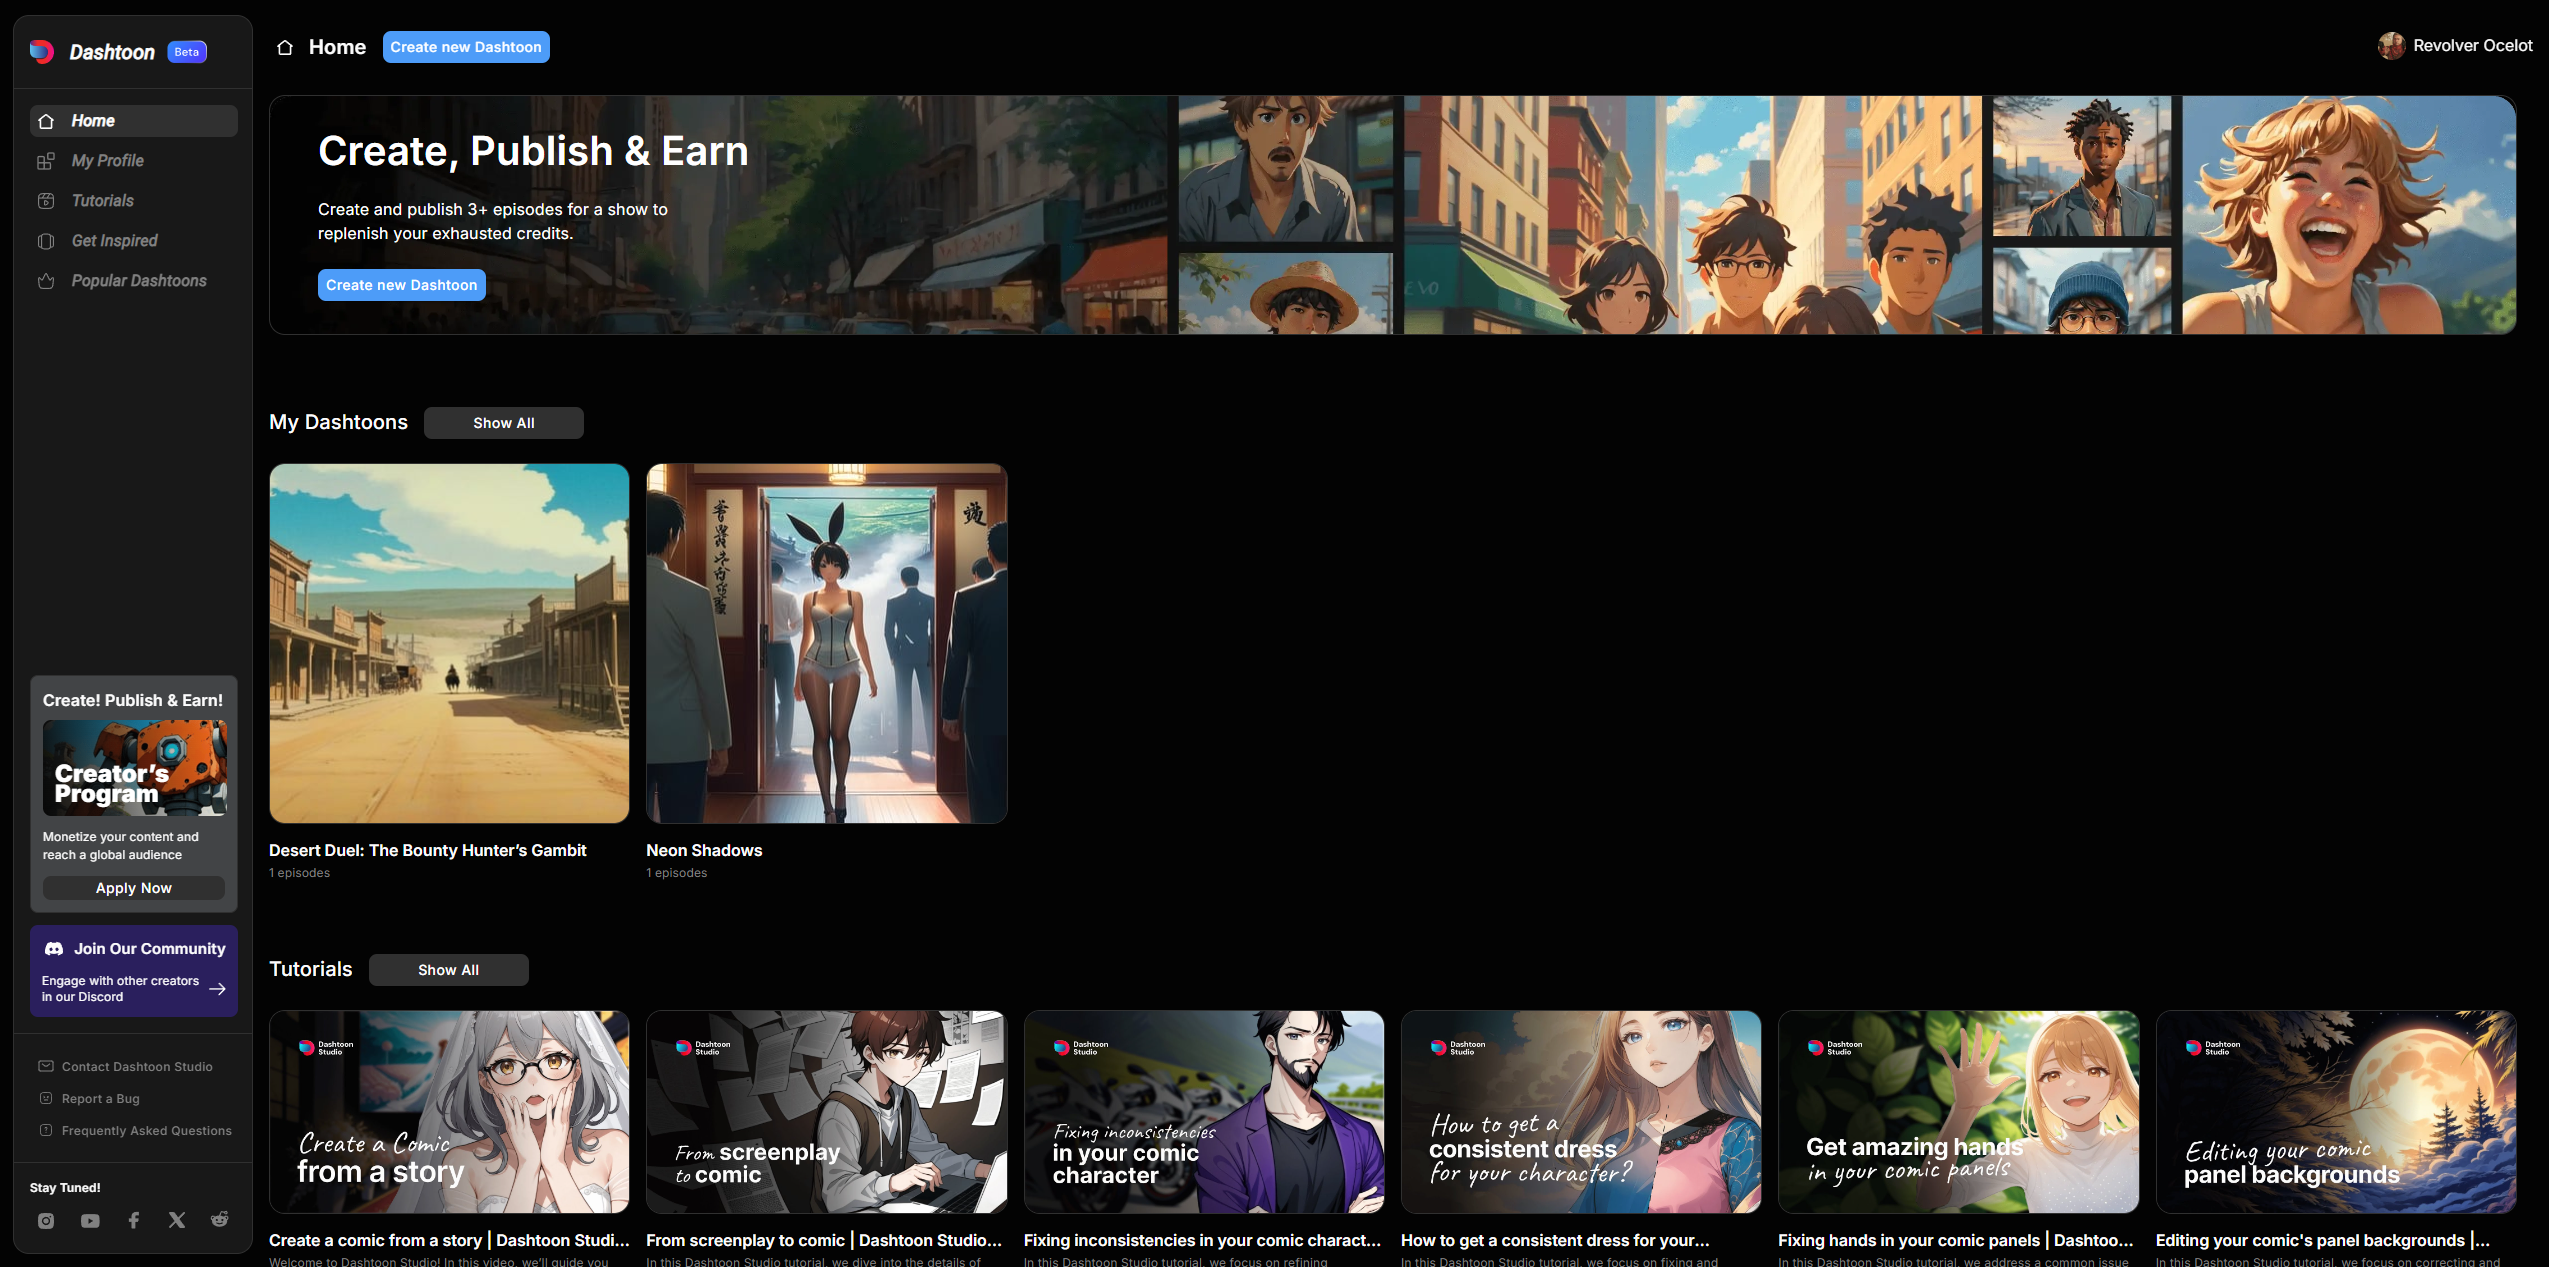 Dashtoon Beta
Home
My Profile
Tutorials
Get Inspired
Popular Dashtoons
Create! Publish & Earn!
Creator's
Program
Monetize your content and
reach a global audience
Apply Now
Join Our Community
Engage with other creators
in our Discord
Contact Dashtoon Studio
Report a Bug
Frequently Asked Questions
Stay Tuned!
Home Create new Dashtoon
Revolver Ocelot
Create, Publish & Earn
Create and publish 3+ episodes for a show to
replenish your exhausted credits.
Create new Dashtoon
My Dashtoons Show All
Desert Duel: The Bounty Hunter’s Gambit
1 episodes
Neon Shadows
1 episodes
Tutorials Show All
Dashtoon
Studio
Create a Comic
from a story
Create a comic from a story | Dashtoon Studi...
Welcome to Dashtoon Studio! In this video, we'll guide you
Dashtoon
Studio
From screenplay
to comic
From screenplay to comic | Dashtoon Studio...
In this Dashtoon Studio tutorial, we dive into the details of
Dashtoon
Studio
Fixing inconsistencies
in your comic
character
Fixing inconsistencies in your comic charact...
In this Dashtoon Studio tutorial, we focus on refining
Dashtoon
Studio
How to get a
consistent dress
for your character?
How to get a consistent dress for your...
In this Dashtoon Studio tutorial, we focus on fixing and
Dashtoon
Studio
Get amazing hands
in your comic panels
Fixing hands in your comic panels | Dashtoo...
In this Dashtoon Studio tutorial, we address a common issue
Dashtoon
Studio
Editing your comic
panel backgrounds
Editing your comic's panel backgrounds |...
In this Dashtoon Studio tutorial, we focus on correcting and